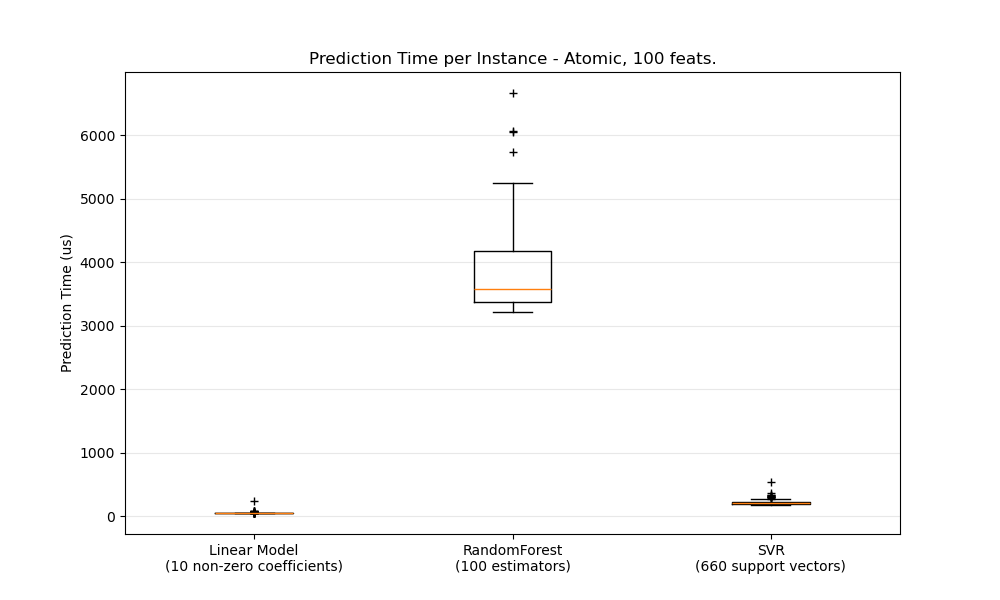 Prediction Time per Instance - Atomic, 100 feats.
Prediction Time (us)
6000
5000
4000
3000
2000
1000
0
Linear Model
(10 non-zero coefficients)
RandomForest
(100 estimators)
SVR
(660 support vectors)